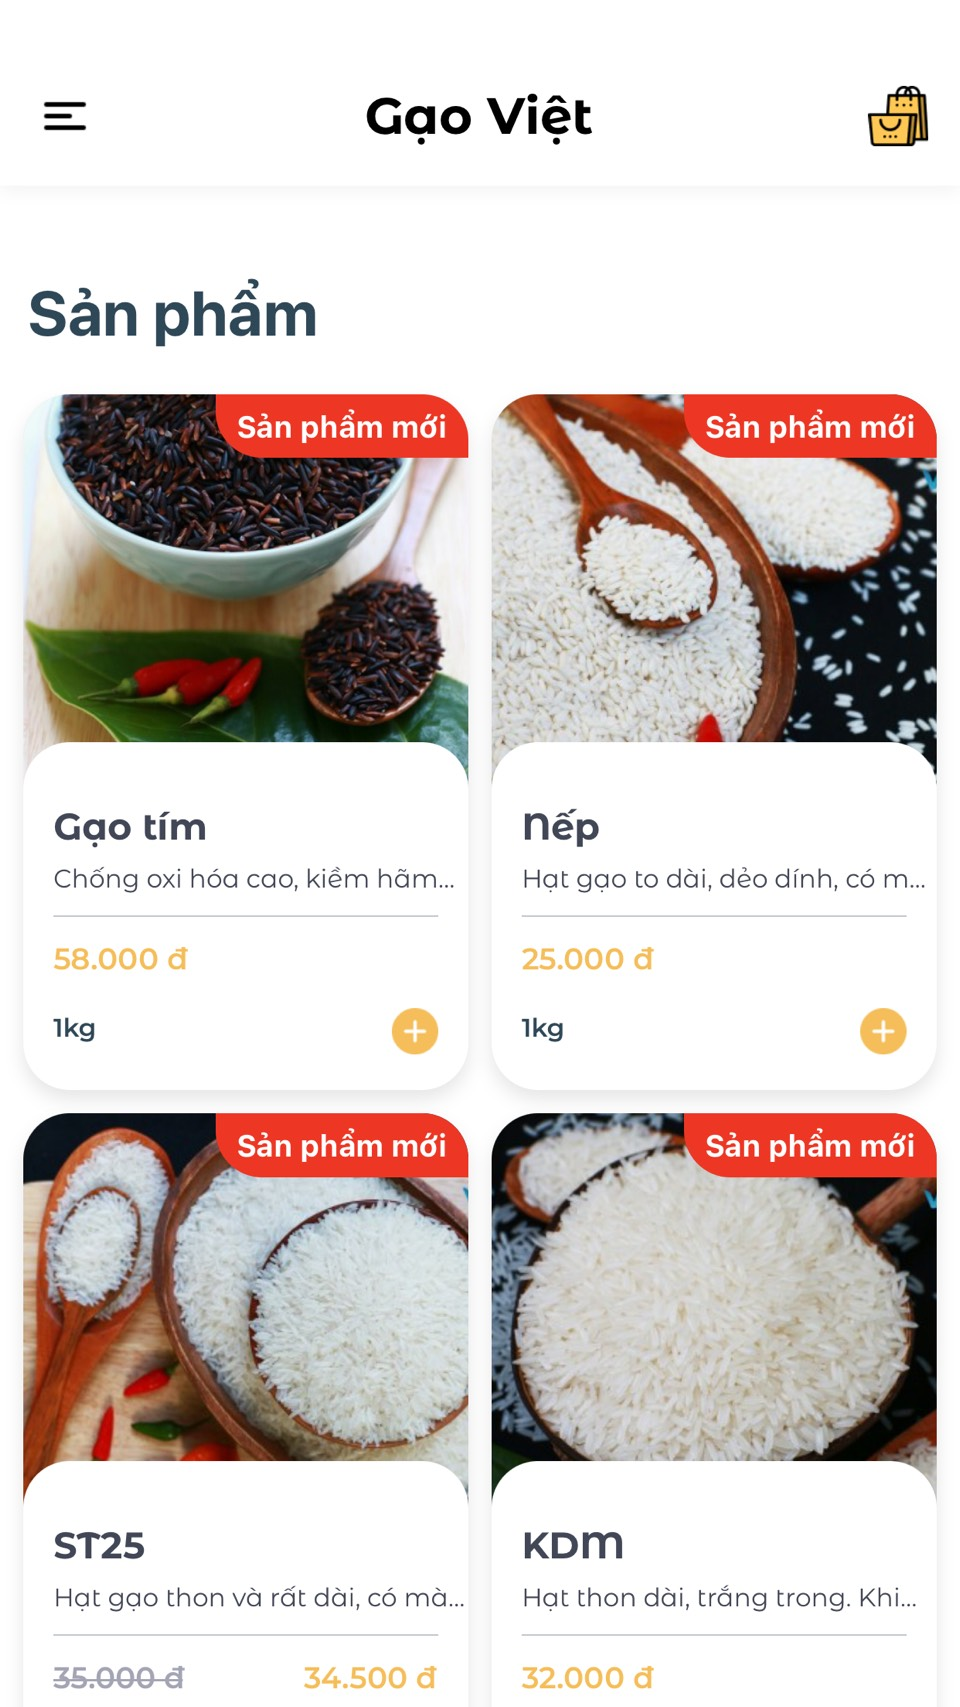 Gạo Việt
Sản phẩm
Sản phẩm mới
Sản phẩm mới
Gạo tím
Chống oxi hóa cao, kiềm hãm...
58.000 đ
1kg
Nếp
Hạt gạo to dài, dẻo dính, có m...
25.000 đ
1kg
Sản phẩm mới
Sản phẩm mới
ST25
Hạt gạo thon và rất dài, có mà...
35.000 đ 34.500 đ
KDM
Hạt thon dài, trắng trong. Khi...
32.000 đ